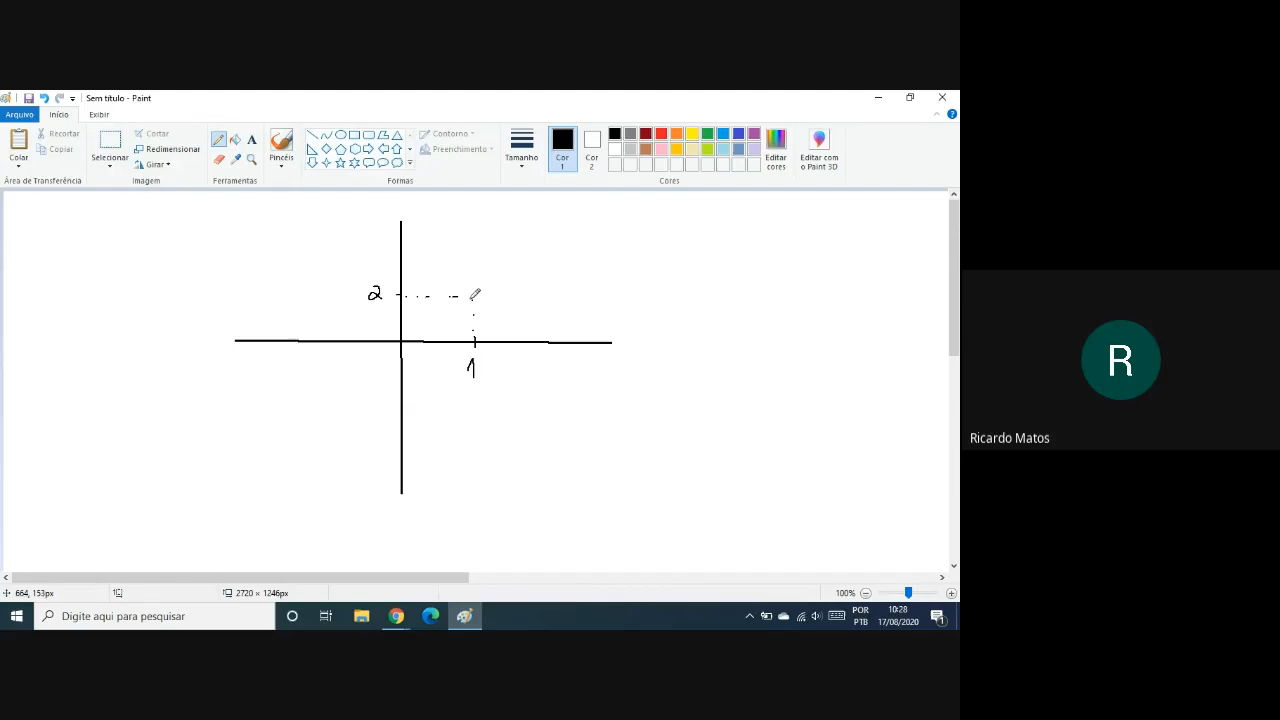 Sem título - Paint
Arquivo Início Exibir
Colar
Recortar
Copiar
Área de Transferência
Selecionar
Cortar
Redimensionar
Girar
Imagem
A
Ferramentas
Pincéis
Contorno
Preenchimento
Formas
Tamanho
Cor
1
Cor
2
Editar
cores
Cores
Editar com
o Paint 3D
2
1
R
Ricardo Matos
664, 153px
2720 × 1246px
100%
Digite aqui para pesquisar
POR
PTB
10:28
17/08/2020
1